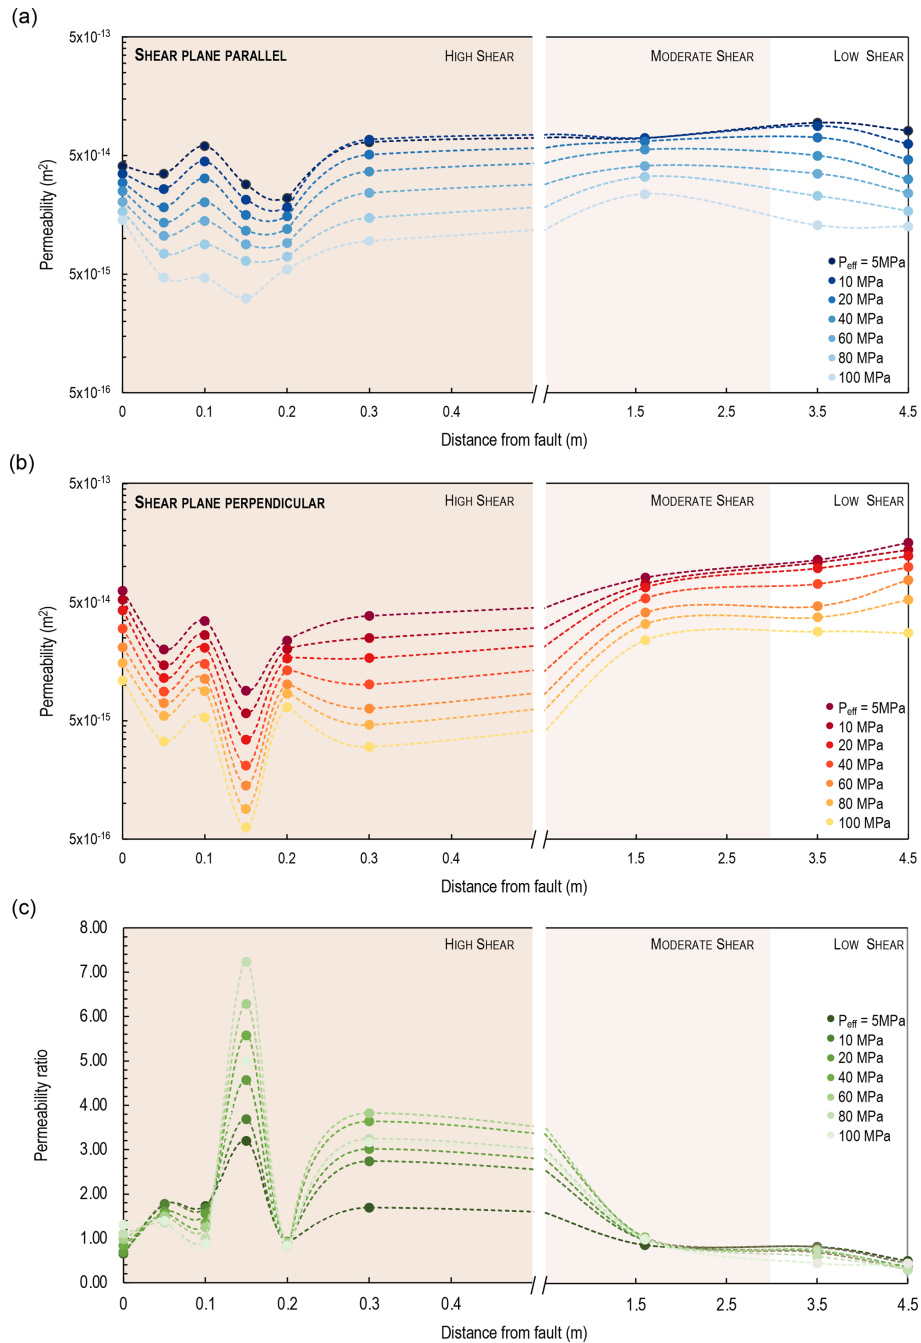 (a)
5x10-13
SHEAR PLANE PARALLEL HIGH SHEAR MODERATE SHEAR LOW SHEAR
5x10-14
Permeability (m2)
5x10-15
Peff = 5MPa
10 MPa
20 MPa
40 MPa
60 MPa
80 MPa
100 MPa
5x10-16
0 0.1 0.2 0.3 0.4 1.5 2.5 3.5 4.5
Distance from fault (m)
(b)
5x10-13
SHEAR PLANE PERPENDICULAR HIGH SHEAR MODERATE SHEAR LOW SHEAR
5x10-14
Permeability (m2)
5x10-15
Peff = 5MPa
10 MPa
20 MPa
40 MPa
60 MPa
80 MPa
100 MPa
5x10-16
0 0.1 0.2 0.3 0.4 1.5 2.5 3.5 4.5
Distance from fault (m)
(c)
8.00
HIGH SHEAR MODERATE SHEAR LOW SHEAR
7.00
6.00
5.00
4.00
3.00
2.00
1.00
0.00
Permeability ratio
Peff = 5MPa
10 MPa
20 MPa
40 MPa
60 MPa
80 MPa
100 MPa
0 0.1 0.2 0.3 0.4 1.5 2.5 3.5 4.5
Distance from fault (m)